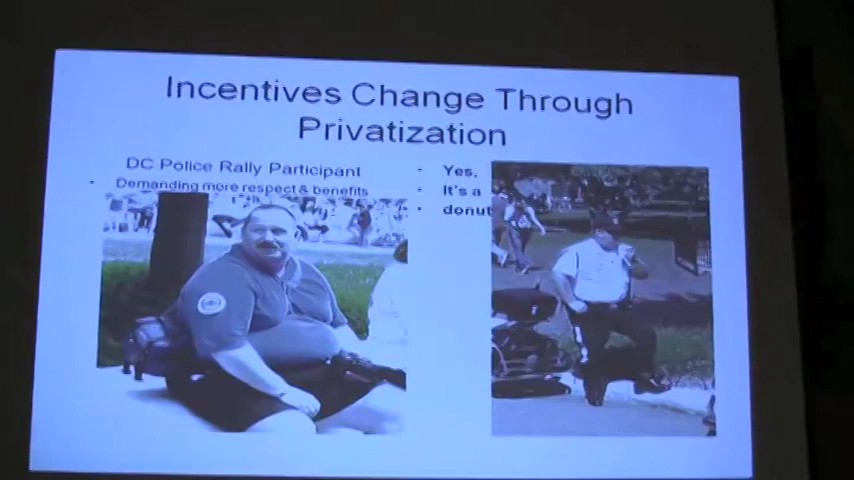 Incentives Change Through
Privatization
DC Police Rally Participant
Demanding more respect & benefits
Yes,
It's a
donut